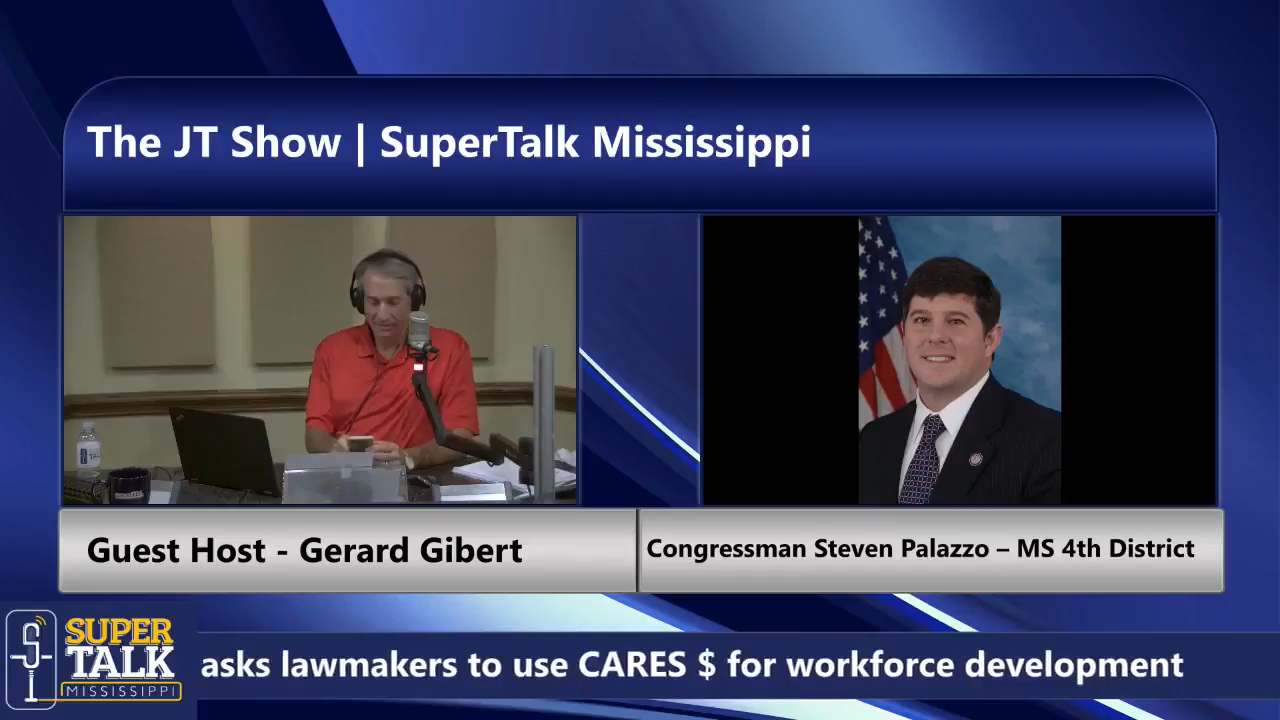 The JT Show | SuperTalk Mississippi
Guest Host - Gerard Gibert
Congressman Steven Palazzo – MS 4th District
SUPER
TALK
MISSISSIPPI
asks lawmakers to use CARES $ for workforce development